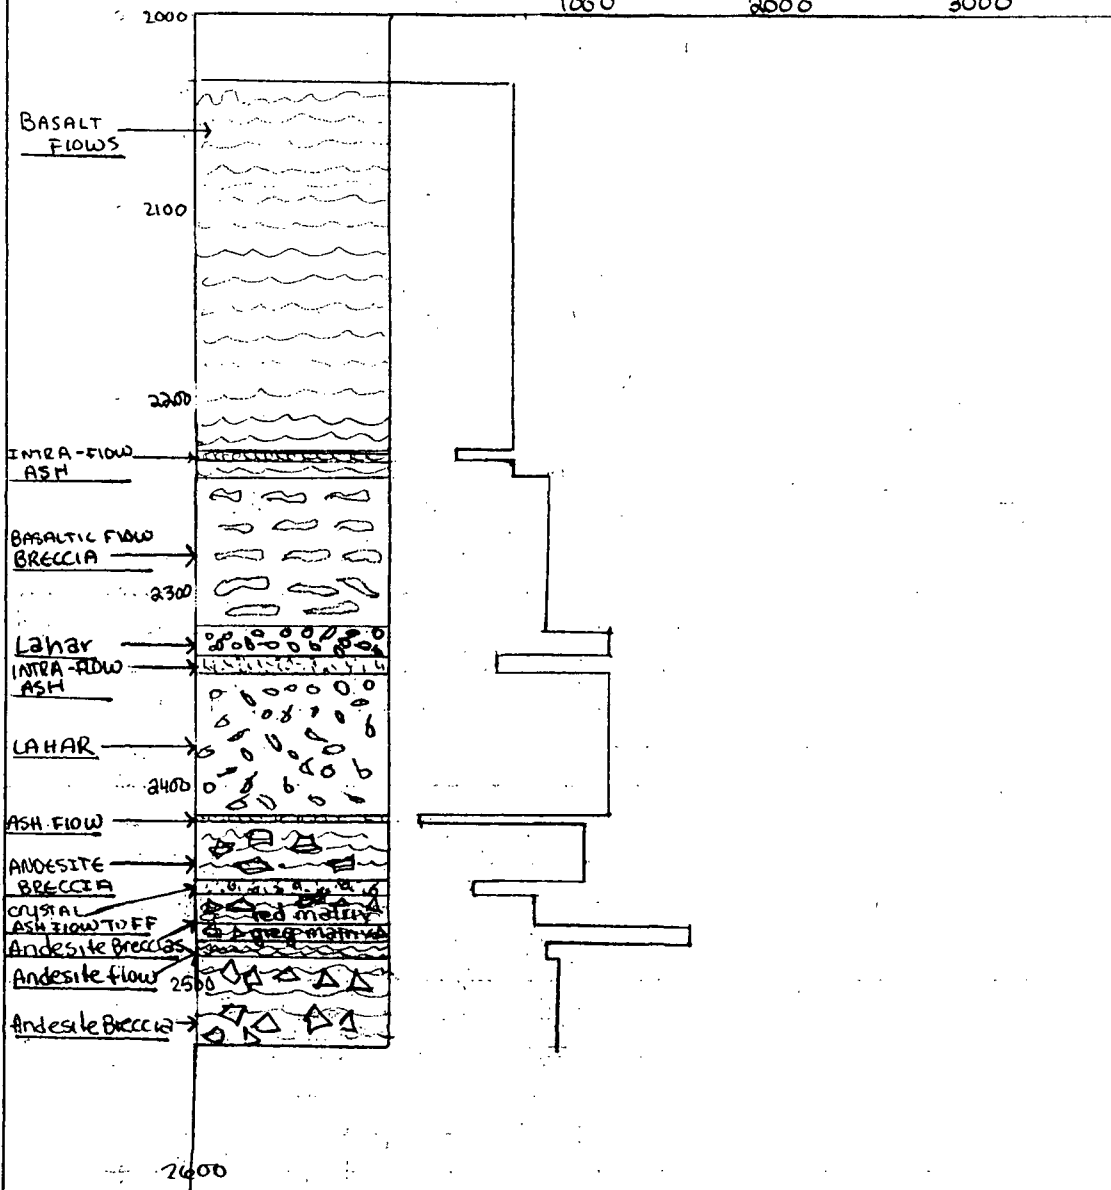 1000 2000 3000
2000
BASALT
FLOWS
2100
2200
INTRA-FLOW
ASH
BASALTIC FLOW
BRECCIA
2300
Lahar
INTRA-FLOW
ASH
LAHAR
2400
ASH FLOW
ANDESITE
BRECCIA
CRYSTAL
ASH FLOW TUFF
red matrix
green matrix
Andesite Breccias
Andesite flow
2500
Andesite Breccia
2600